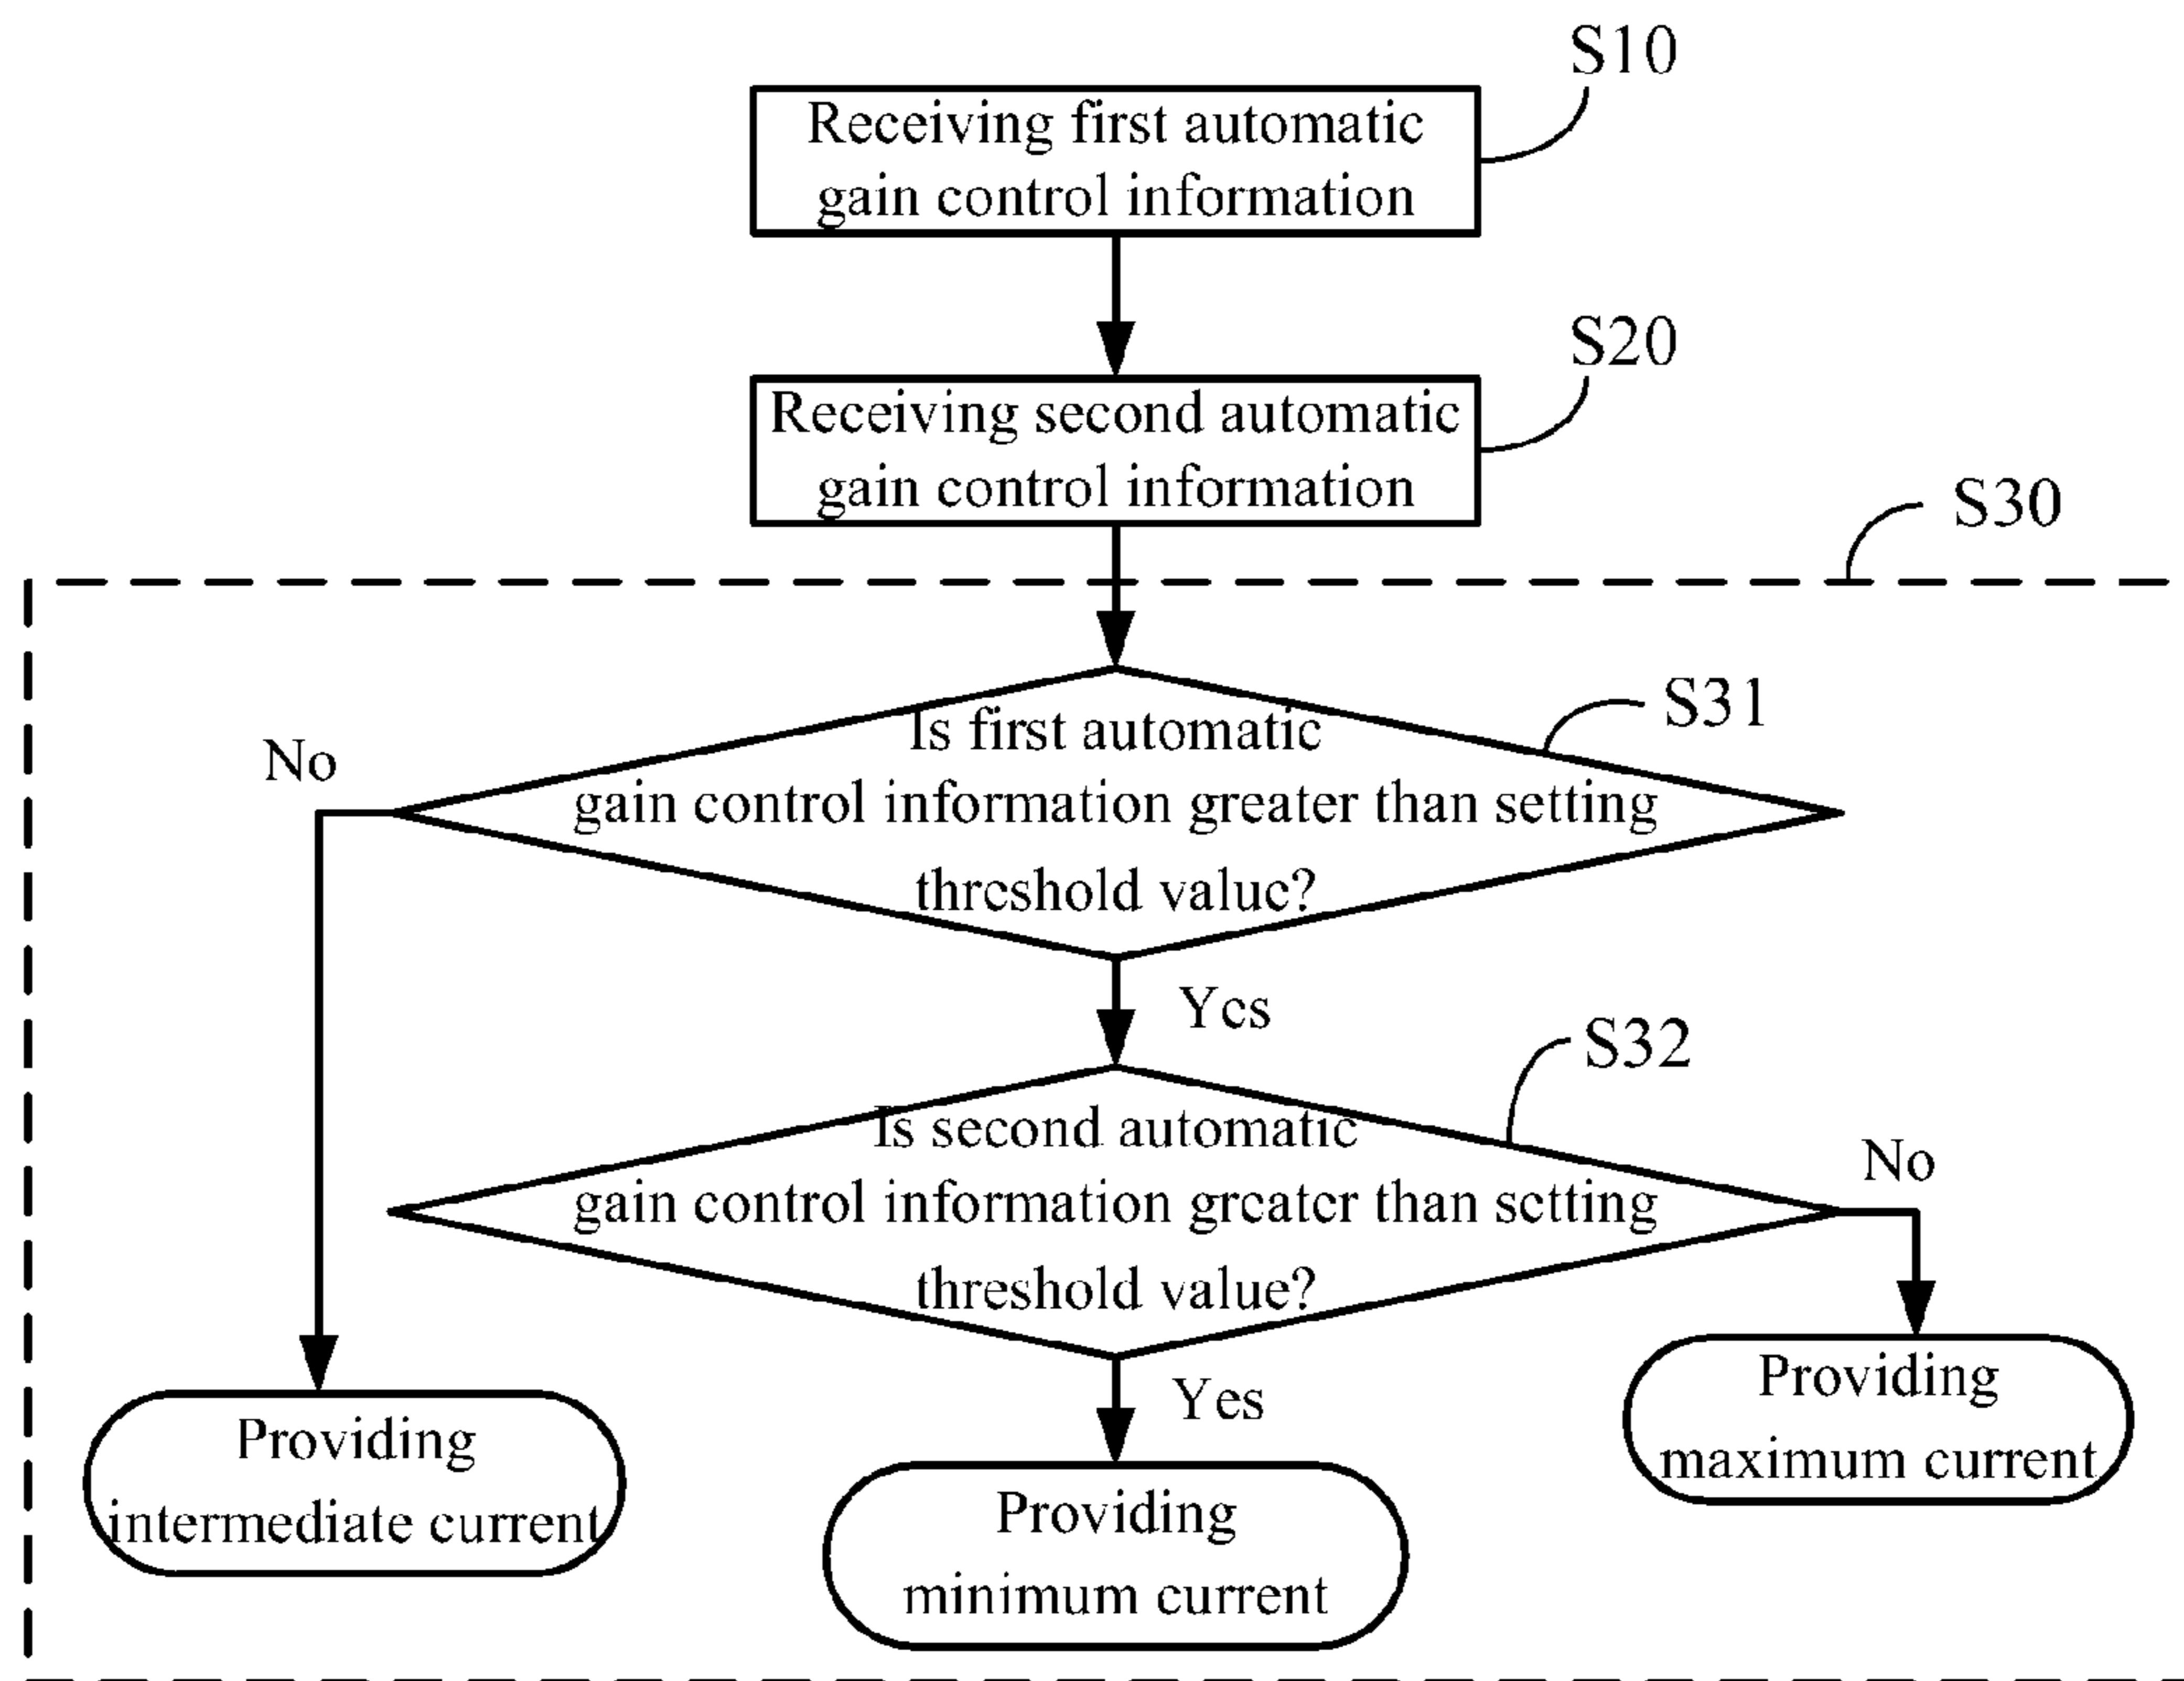 S10
Receiving first automatic
gain control information
S20
Receiving second automatic
gain control information
S30
S31
Is first automatic
gain control information greater than setting
threshold value?
No
Yes
S32
Is second automatic
gain control information greater than setting
threshold value?
No
Yes
Providing
maximum current
Providing
intermediate current
Providing
minimum current